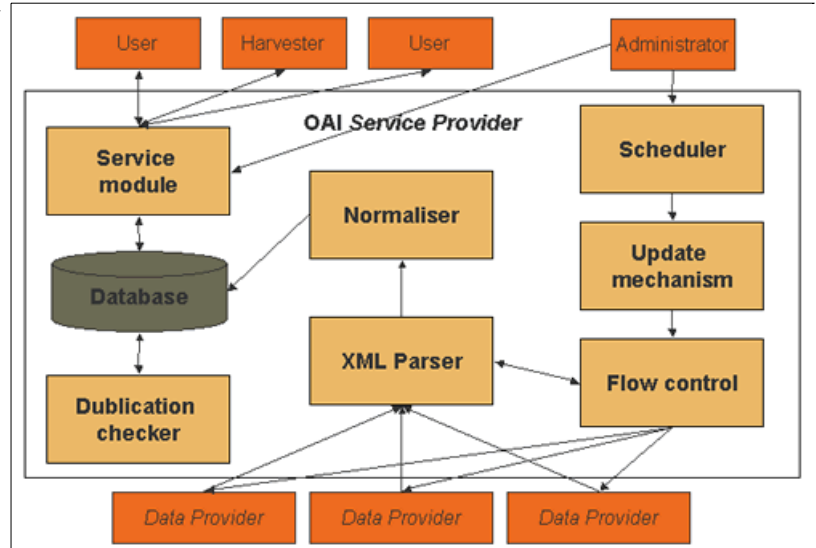 User
Harvester
User
Administrator
OAI Service Provider
Service
module
Scheduler
Normaliser
Update
mechanism
Database
XML Parser
Flow control
Dublication
checker
Data Provider
Data Provider
Data Provider